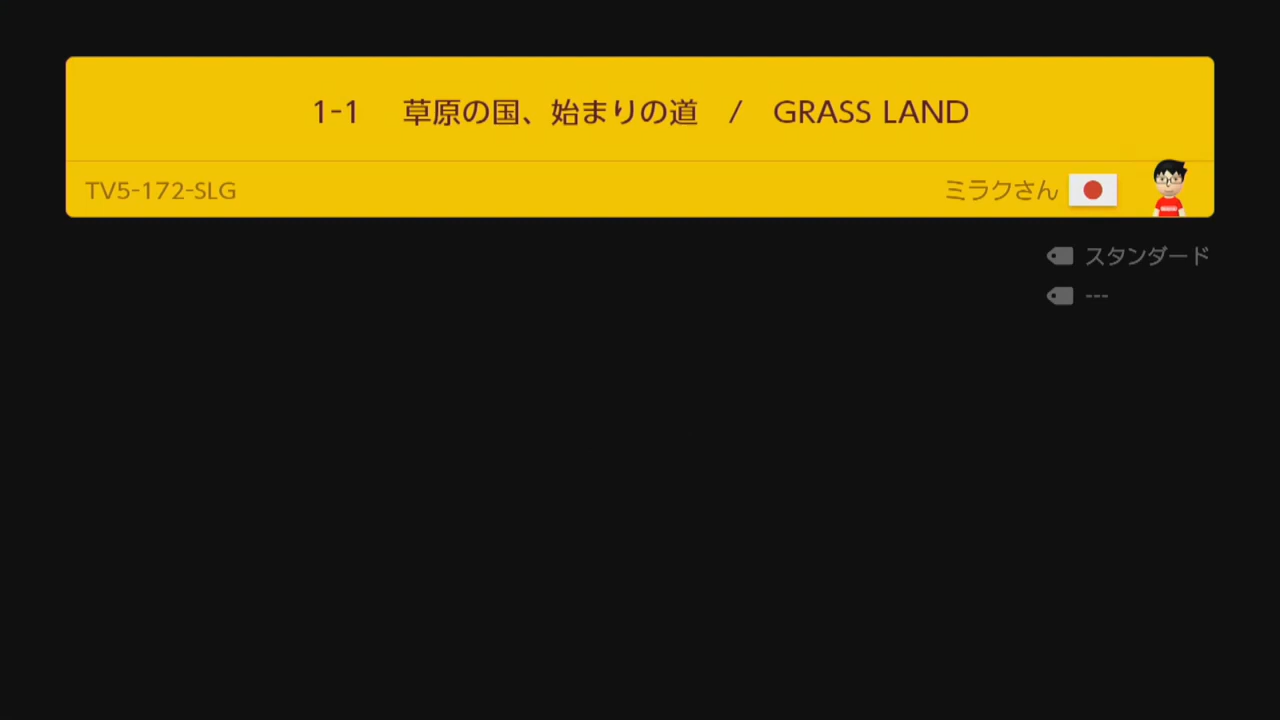 1-1　草原の国、始まりの道　/　GRASS LAND
TV5-172-SLG
ミラクさん
スタンダード
---